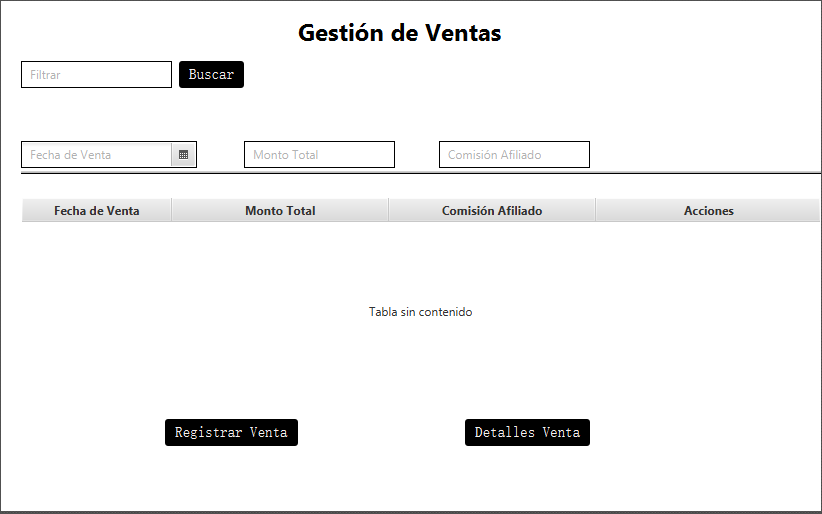 Gestión de Ventas
Filtrar Buscar
Fecha de Venta Monto Total Comisión Afiliado
Fecha de Venta Monto Total Comisión Afiliado Acciones
Tabla sin contenido
Registrar Venta Detalles Venta